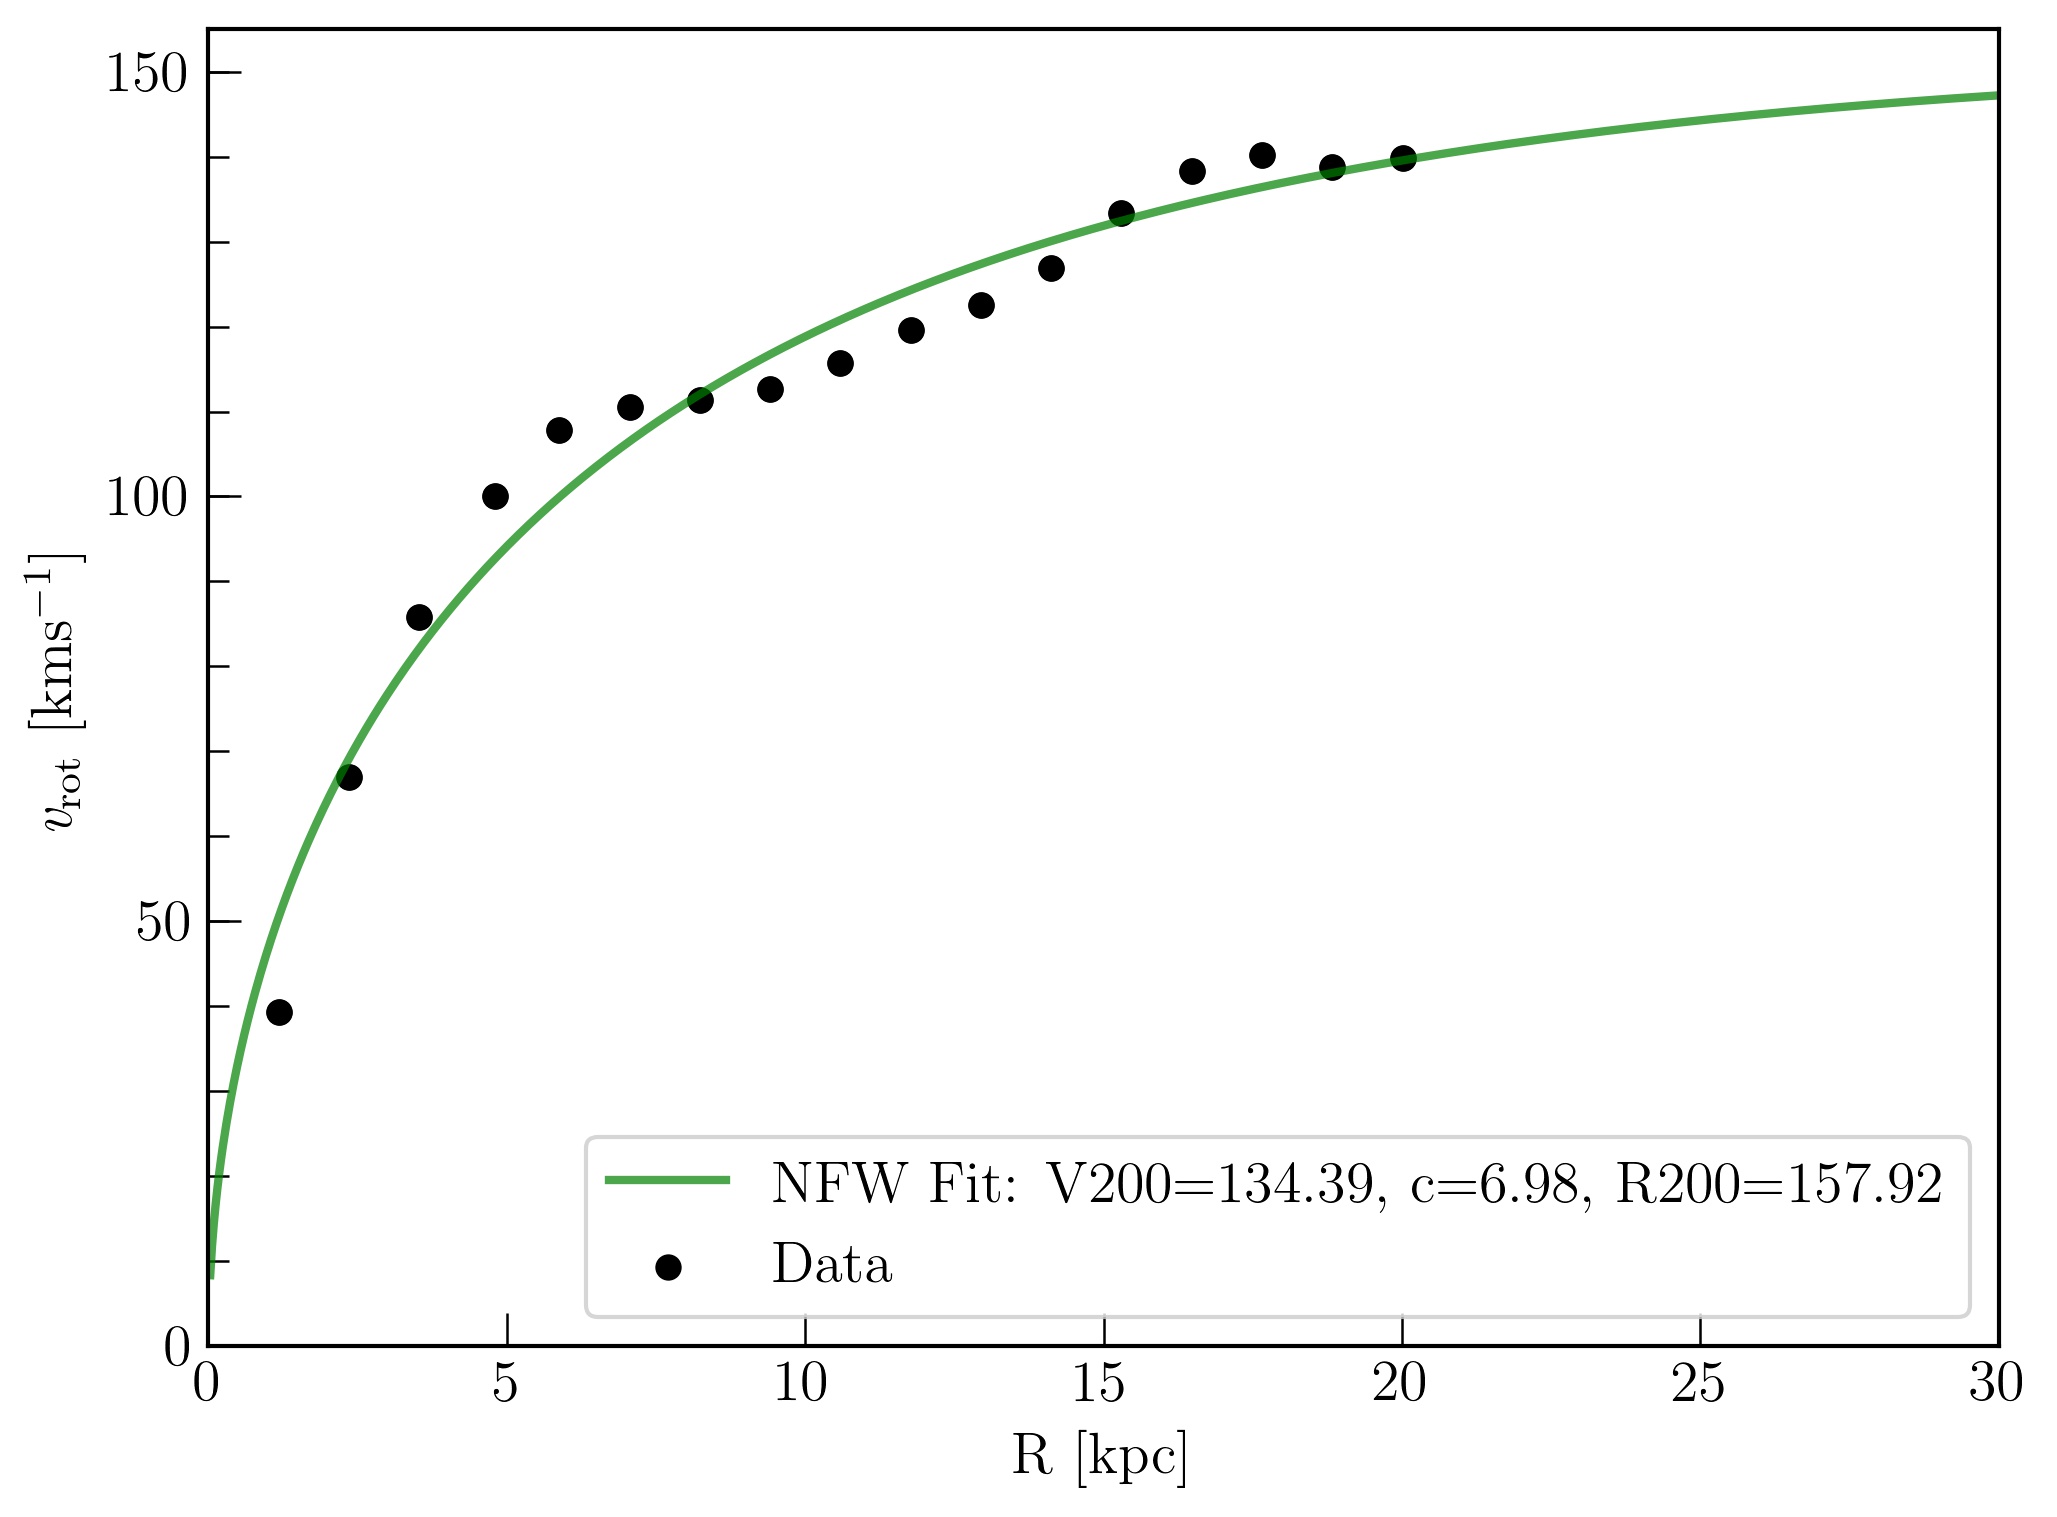 150
100
50
0
v_rot [kms⁻¹]
NFW Fit: V200=134.39, c=6.98, R200=157.92
Data
0 5 10 15 20 25 30
R [kpc]